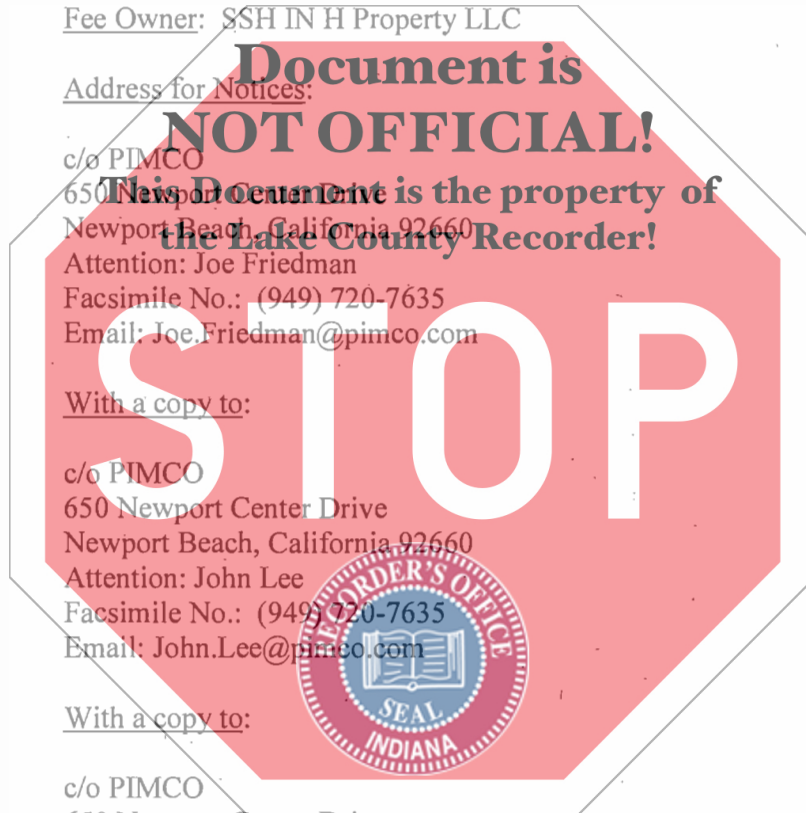 Fee Owner: SSH IN H Property LLC
Document is
Address for Notices:
NOT OFFICIAL!
c/o PIMCO
This Document is the property of
650 Newport Center Drive
the Lake County Recorder!
Newport Beach, California 92660
Attention: Joe Friedman
Facsimile No.: (949) 720-7635
Email: Joe.Friedman@pimco.com
STOP
With a copy to:
c/o PIMCO
650 Newport Center Drive
Newport Beach, California 92660
Attention: John Lee
Facsimile No.: (949) 720-7635
Email: John.Lee@pimco.com
RECORDER'S OFFICE
SEAL
INDIANA
With a copy to:
c/o PIMCO
650 Newport Center Drive